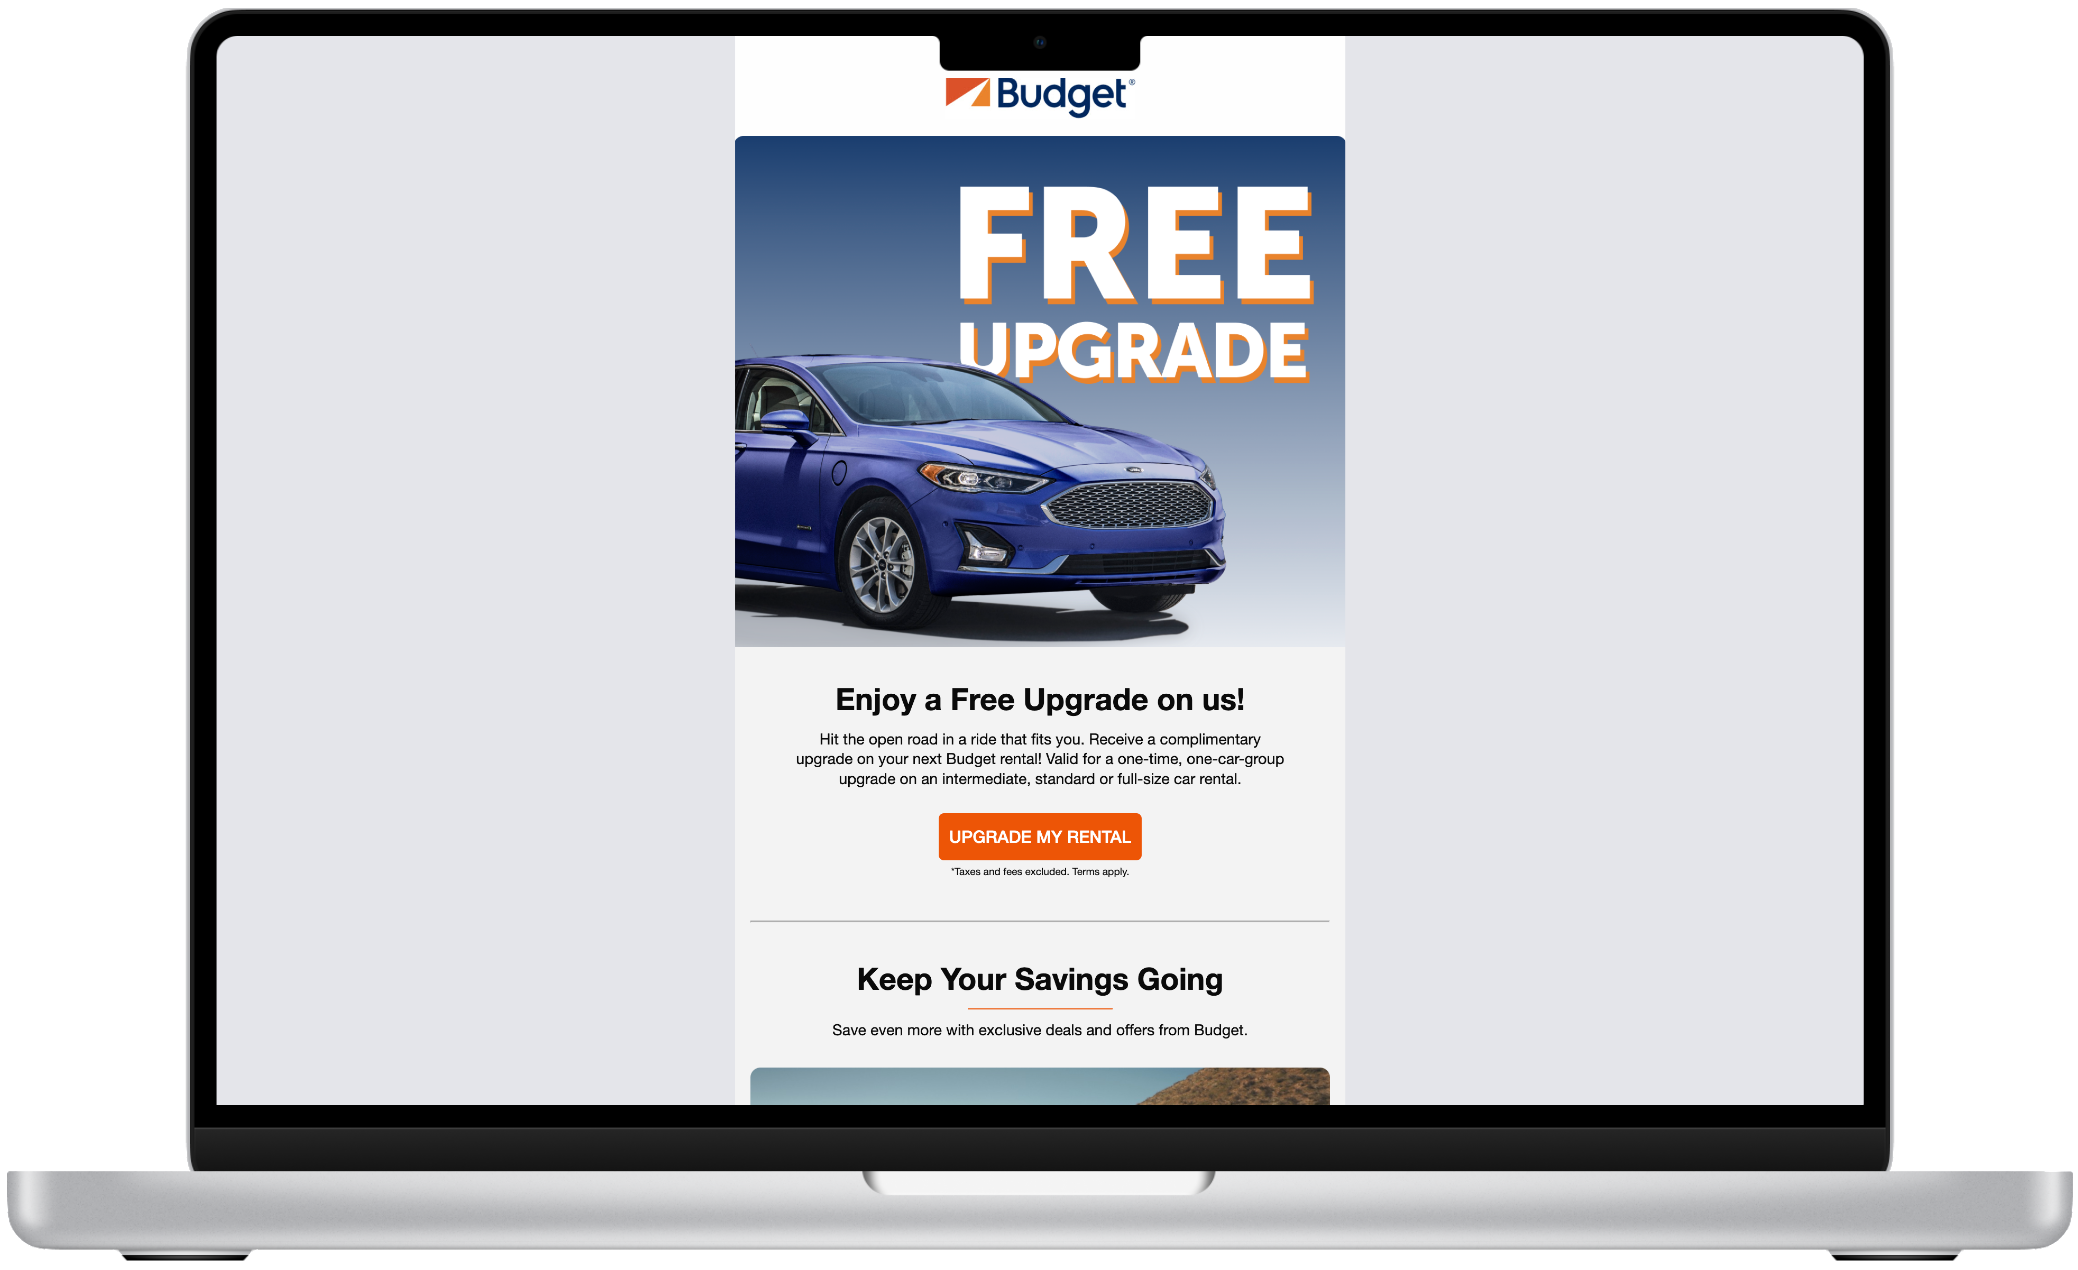 Budget®
FREE
UPGRADE
Enjoy a Free Upgrade on us!
Hit the open road in a ride that fits you. Receive a complimentary
upgrade on your next Budget rental! Valid for a one-time, one-car-group
upgrade on an intermediate, standard or full-size car rental.
UPGRADE MY RENTAL
*Taxes and fees excluded. Terms apply.
Keep Your Savings Going
Save even more with exclusive deals and offers from Budget.